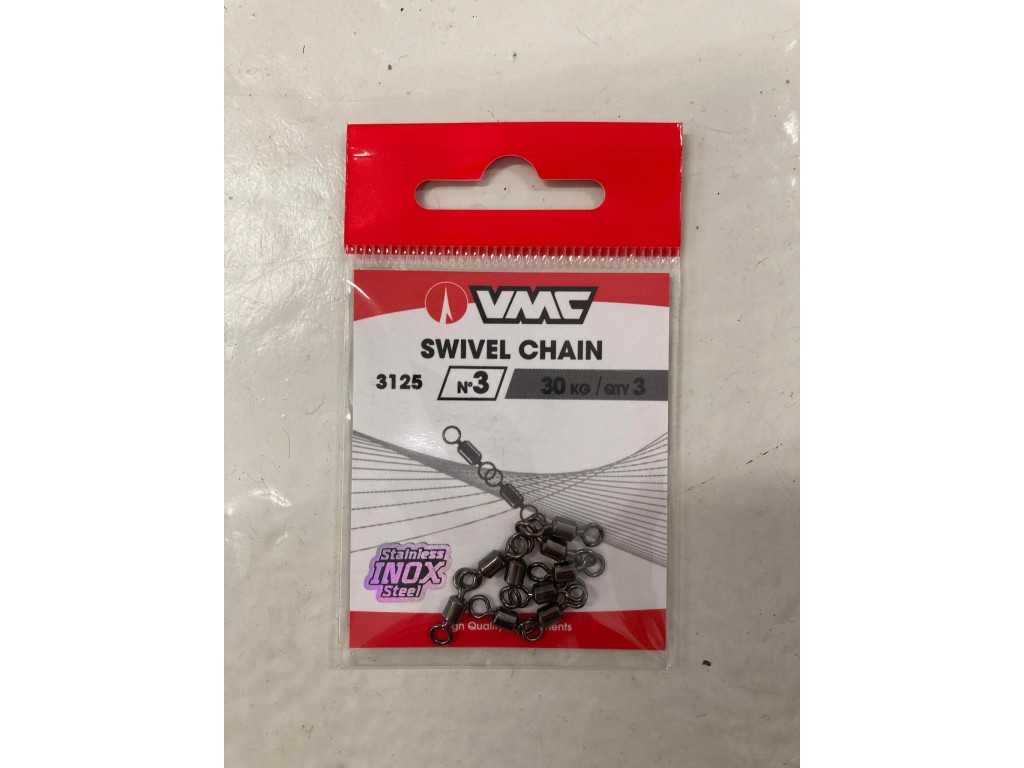 VMC
SWIVEL CHAIN
3125 N°3 30 KG / QTY 3
Stainless
INOX
Steel